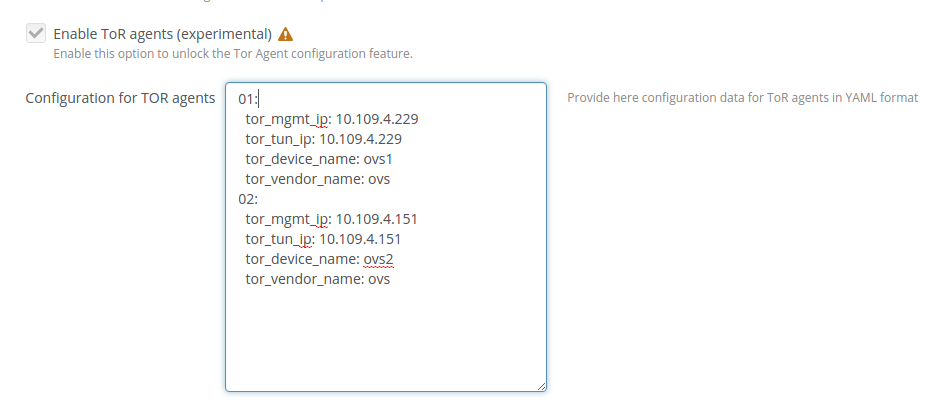 Enable ToR agents (experimental)
Enable this option to unlock the Tor Agent configuration feature.
Configuration for TOR agents
01:
tor_mgmt_ip: 10.109.4.229
tor_tun_ip: 10.109.4.229
tor_device_name: ovs1
tor_vendor_name: ovs
02:
tor_mgmt_ip: 10.109.4.151
tor_tun_ip: 10.109.4.151
tor_device_name: ovs2
tor_vendor_name: ovs
Provide here configuration data for ToR agents in YAML format